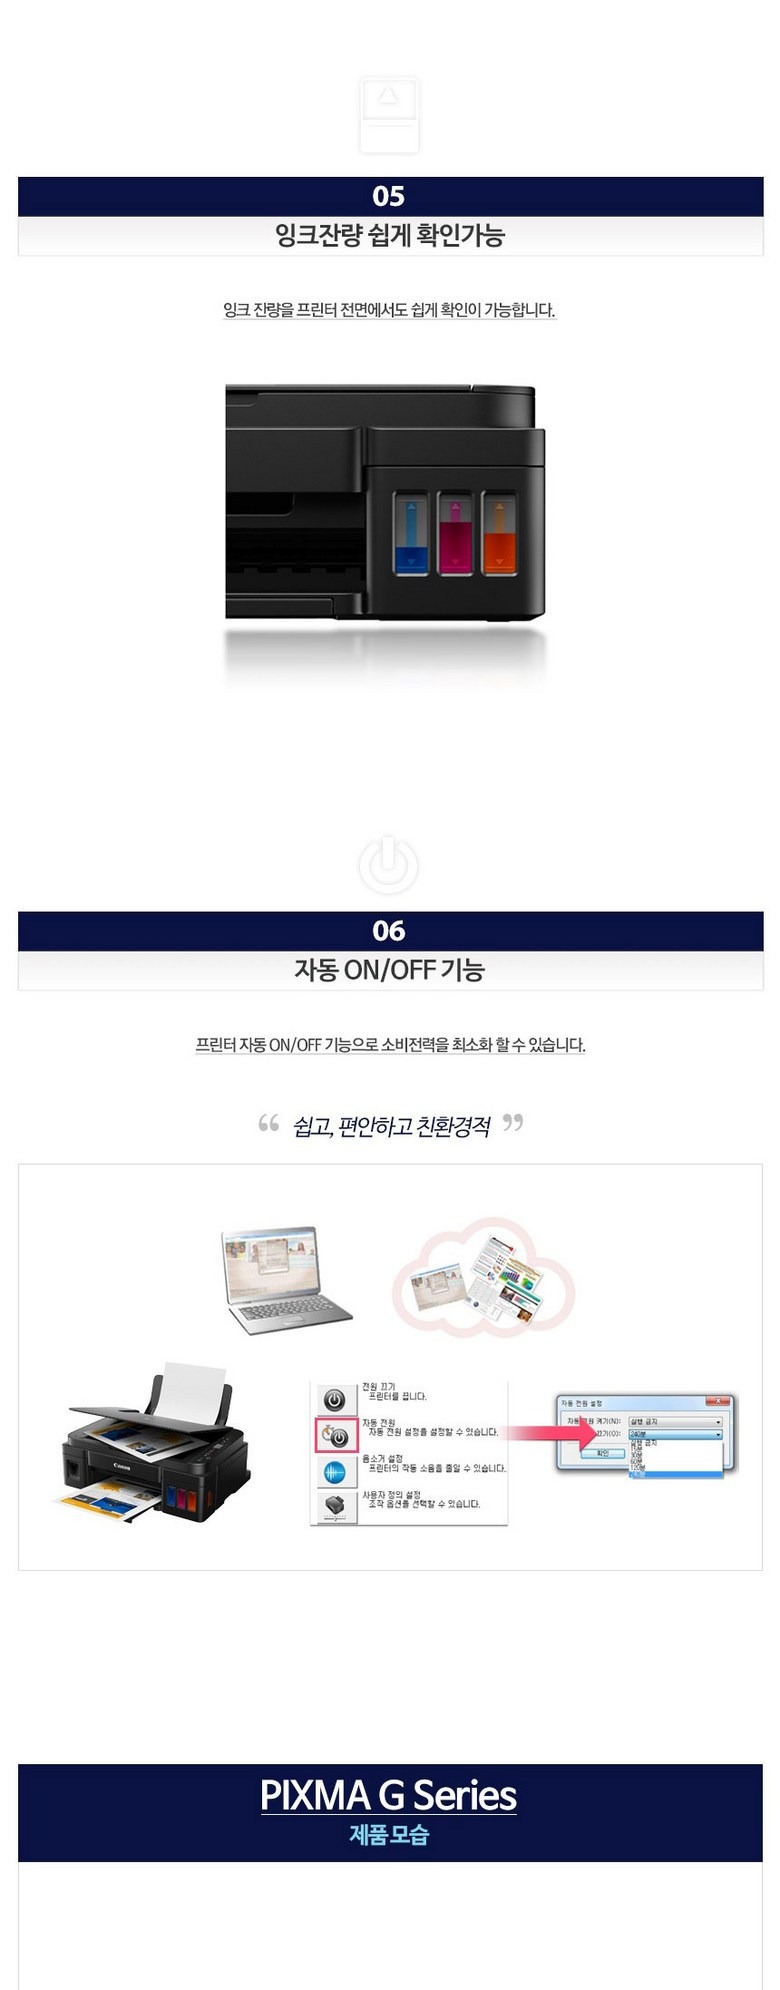 05
잉크잔량 쉽게 확인가능
잉크 잔량을 프린터 전면에서도 쉽게 확인이 가능합니다.
06
자동 ON/OFF 기능
프린터 자동 ON/OFF 기능으로 소비전력을 최소화 할 수 있습니다.
“ 쉽고, 편안하고 친환경적 ”
Canon
전원 끄기
프린터를 끕니다.
자동 전원
자동 전원 설정을 설정할 수 있습니다.
음소거 설정
프린터의 작동 소음을 줄일 수 있습니다.
사용자 정의 설정
조작 옵션을 선택할 수 있습니다.
자동 전원 설정
자동 전원 켜기(N):
실행 금지
끄기(O):
240분
실행 금지
30분
60분
120분
확인
PIXMA G Series
제품 모습